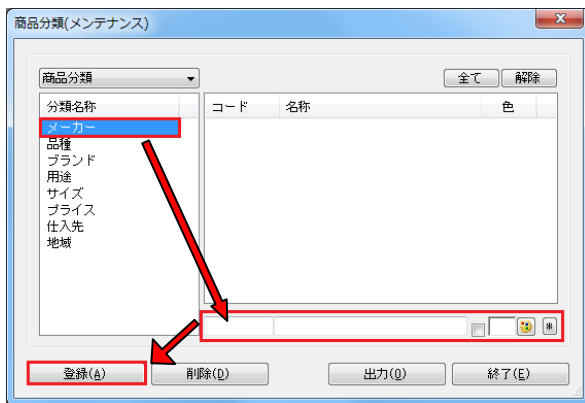 商品分類(メンテナンス)
商品分類
全て 解除
分類名称
コード 名称 色
メーカー
品種
ブランド
用途
サイズ
プライス
仕入先
地域
*
登録(A) 削除(D) 出力(O) 終了(E)